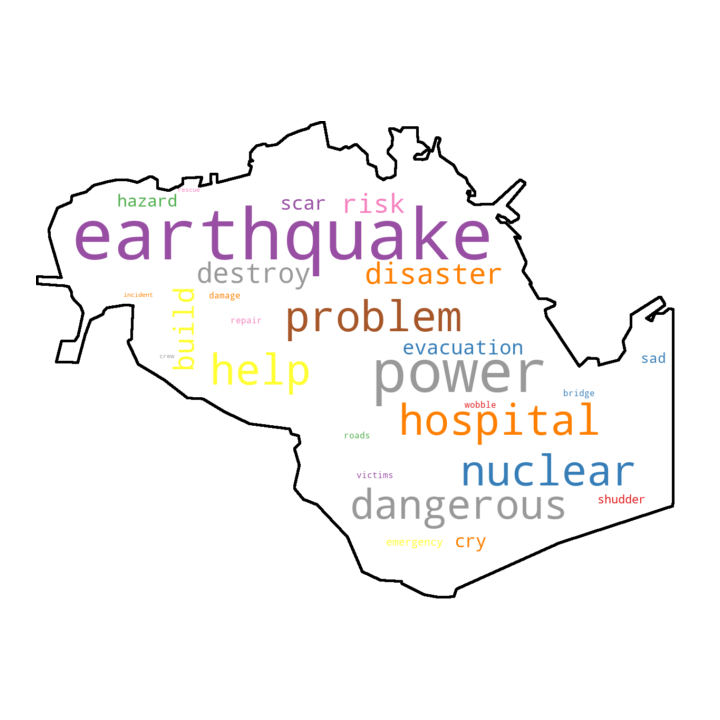 rescue
hazard
scar
risk
earthquake
destroy
disaster
incident
damage
build
problem
repair
evacuation
crew
help
power
sad
bridge
wobble
hospital
roads
nuclear
victims
dangerous
shudder
emergency
cry